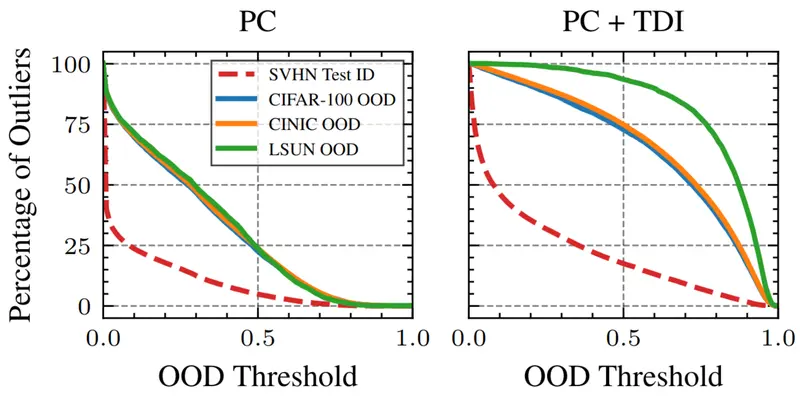 PC
PC + TDI
Percentage of Outliers
100
75
50
25
0
SVHN Test ID
CIFAR-100 OOD
CINIC OOD
LSUN OOD
0.0 0.5 1.0
0.0 0.5 1.0
OOD Threshold
OOD Threshold